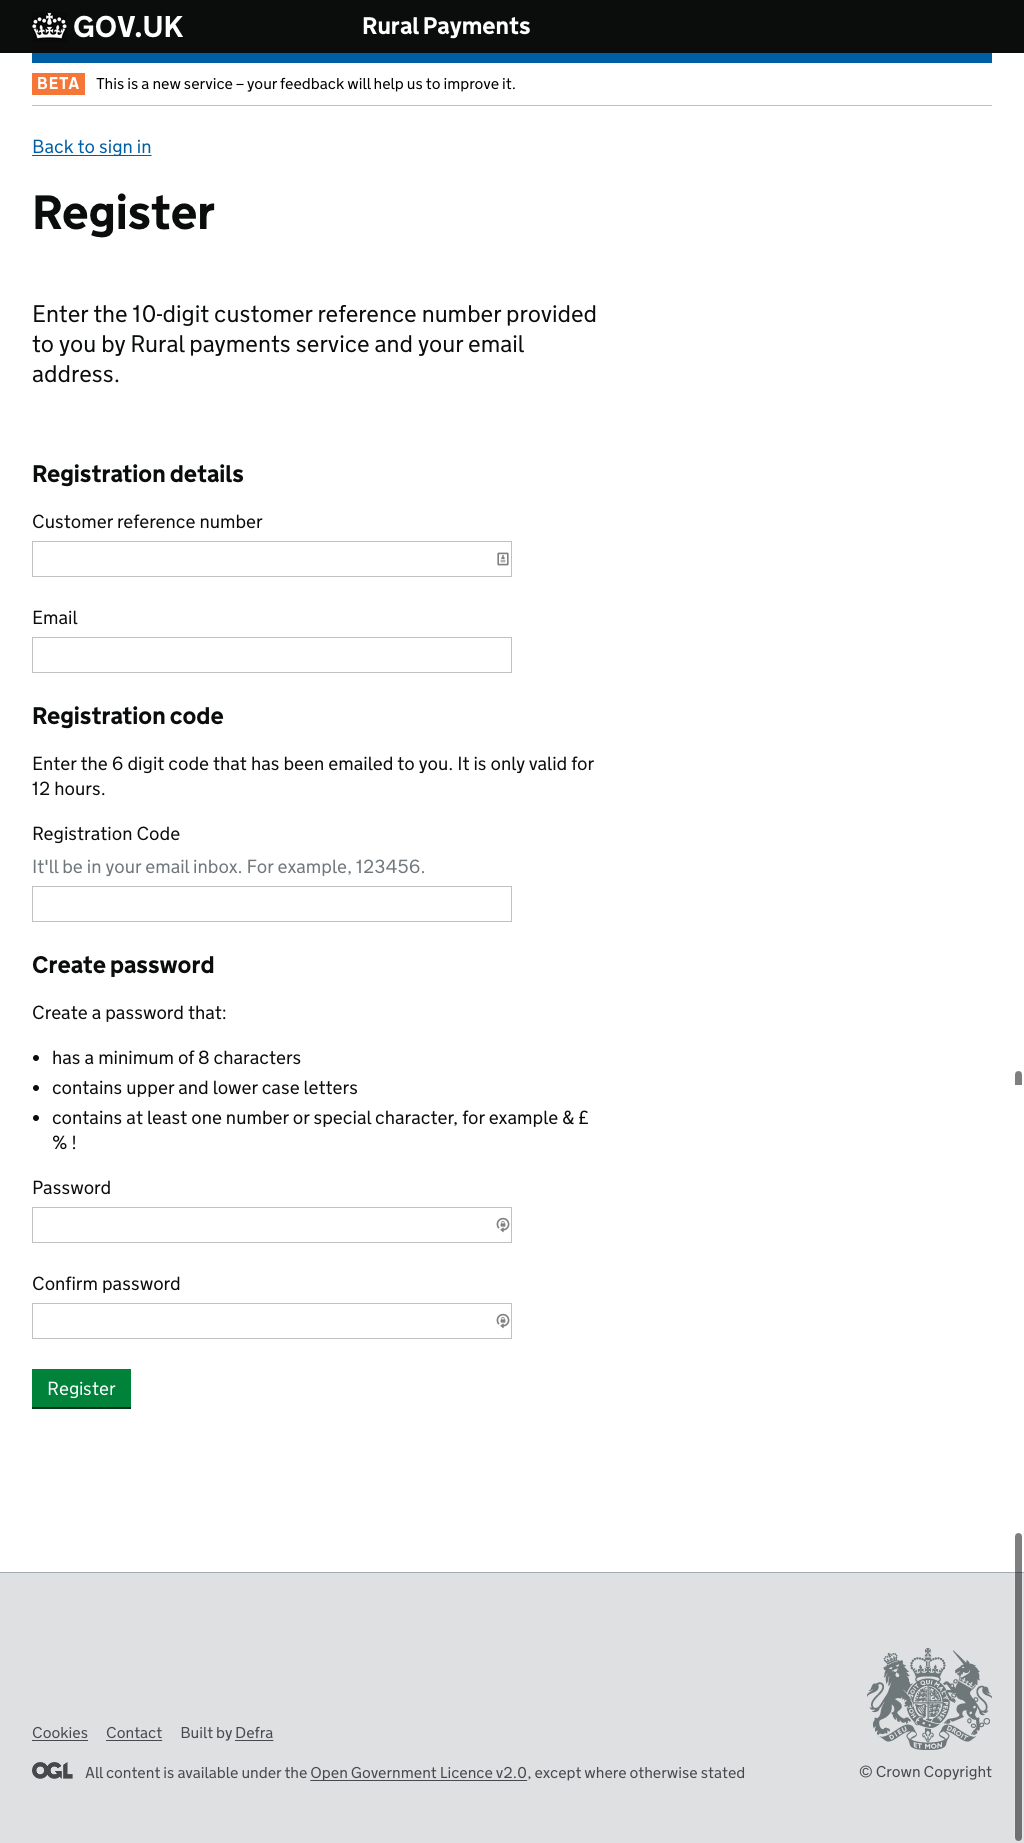 GOV.UK
Rural Payments
BETA This is a new service – your feedback will help us to improve it.
Back to sign in
Register
Enter the 10-digit customer reference number provided
to you by Rural payments service and your email
address.
Registration details
Customer reference number
Email
Registration code
Enter the 6 digit code that has been emailed to you. It is only valid for
12 hours.
Registration Code
It'll be in your email inbox. For example, 123456.
Create password
Create a password that:
• has a minimum of 8 characters
• contains upper and lower case letters
• contains at least one number or special character, for example & £
% !
Password
Confirm password
Register
Cookies Contact Built by Defra
OGL All content is available under the Open Government Licence v2.0, except where otherwise stated
DIEU ET MON DROIT
© Crown Copyright